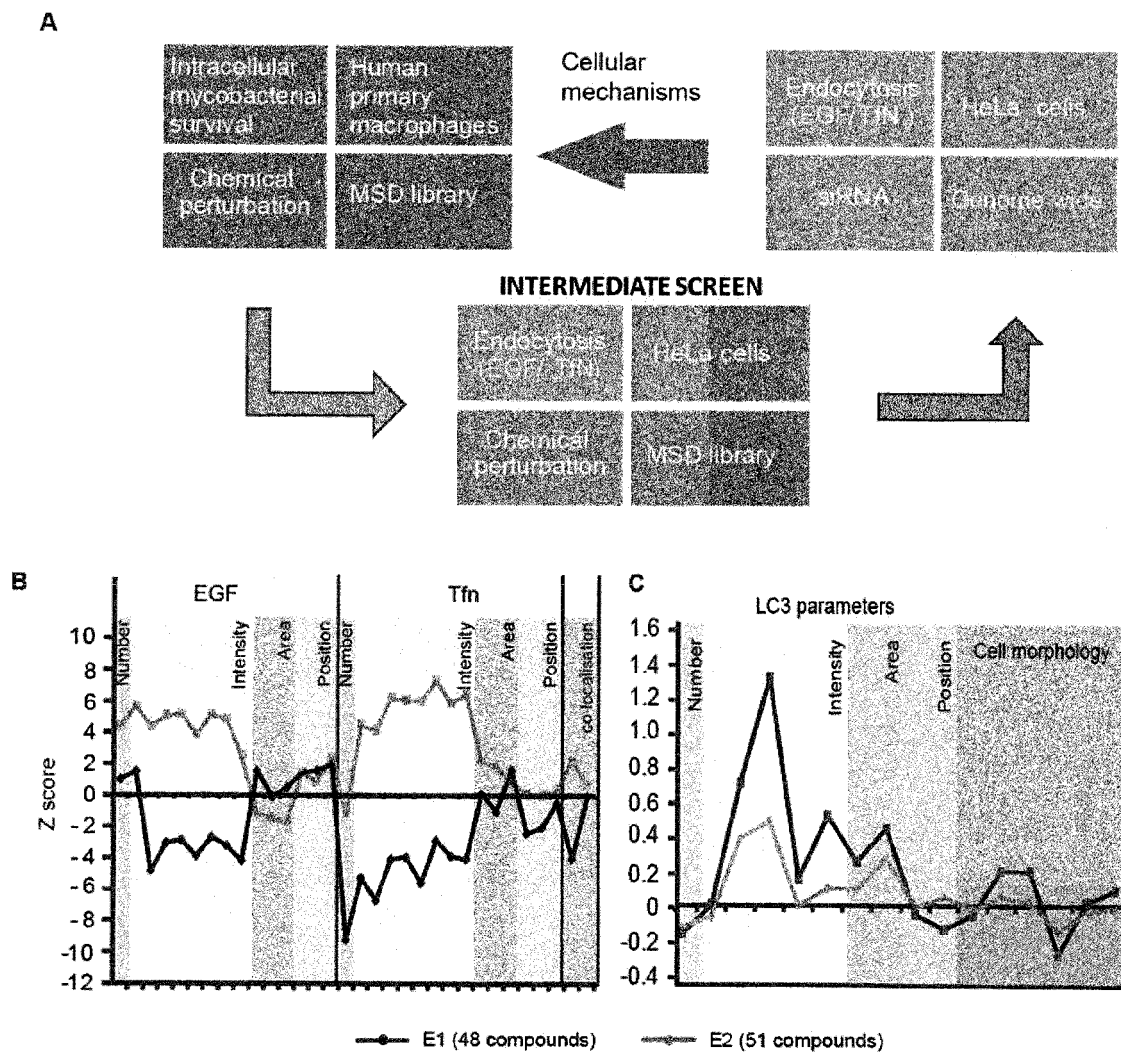 A
Intracellular
mycobacterial
survival
Human
primary
macrophages
Chemical
perturbation
MSD library
Cellular
mechanisms
Endocytosis
(EGF/Tfn)
HeLa cells
siRNA
Genome wide
INTERMEDIATE SCREEN
Endocytosis
(EGF/ TfN)
HeLa cells
Chemical
perturbation
MSD library
B
EGF
Tfn
Number
Intensity
Area
Position
Number
Intensity
Area
Position
co localisation
Z score
10
8
6
4
2
0
-2
-4
-6
-8
-10
-12
C
LC3 parameters
Number
Intensity
Area
Position
Cell morphology
1.6
1.4
1.2
1.0
0.8
0.6
0.4
0.2
0
-0.2
-0.4
E1 (48 compounds)
E2 (51 compounds)